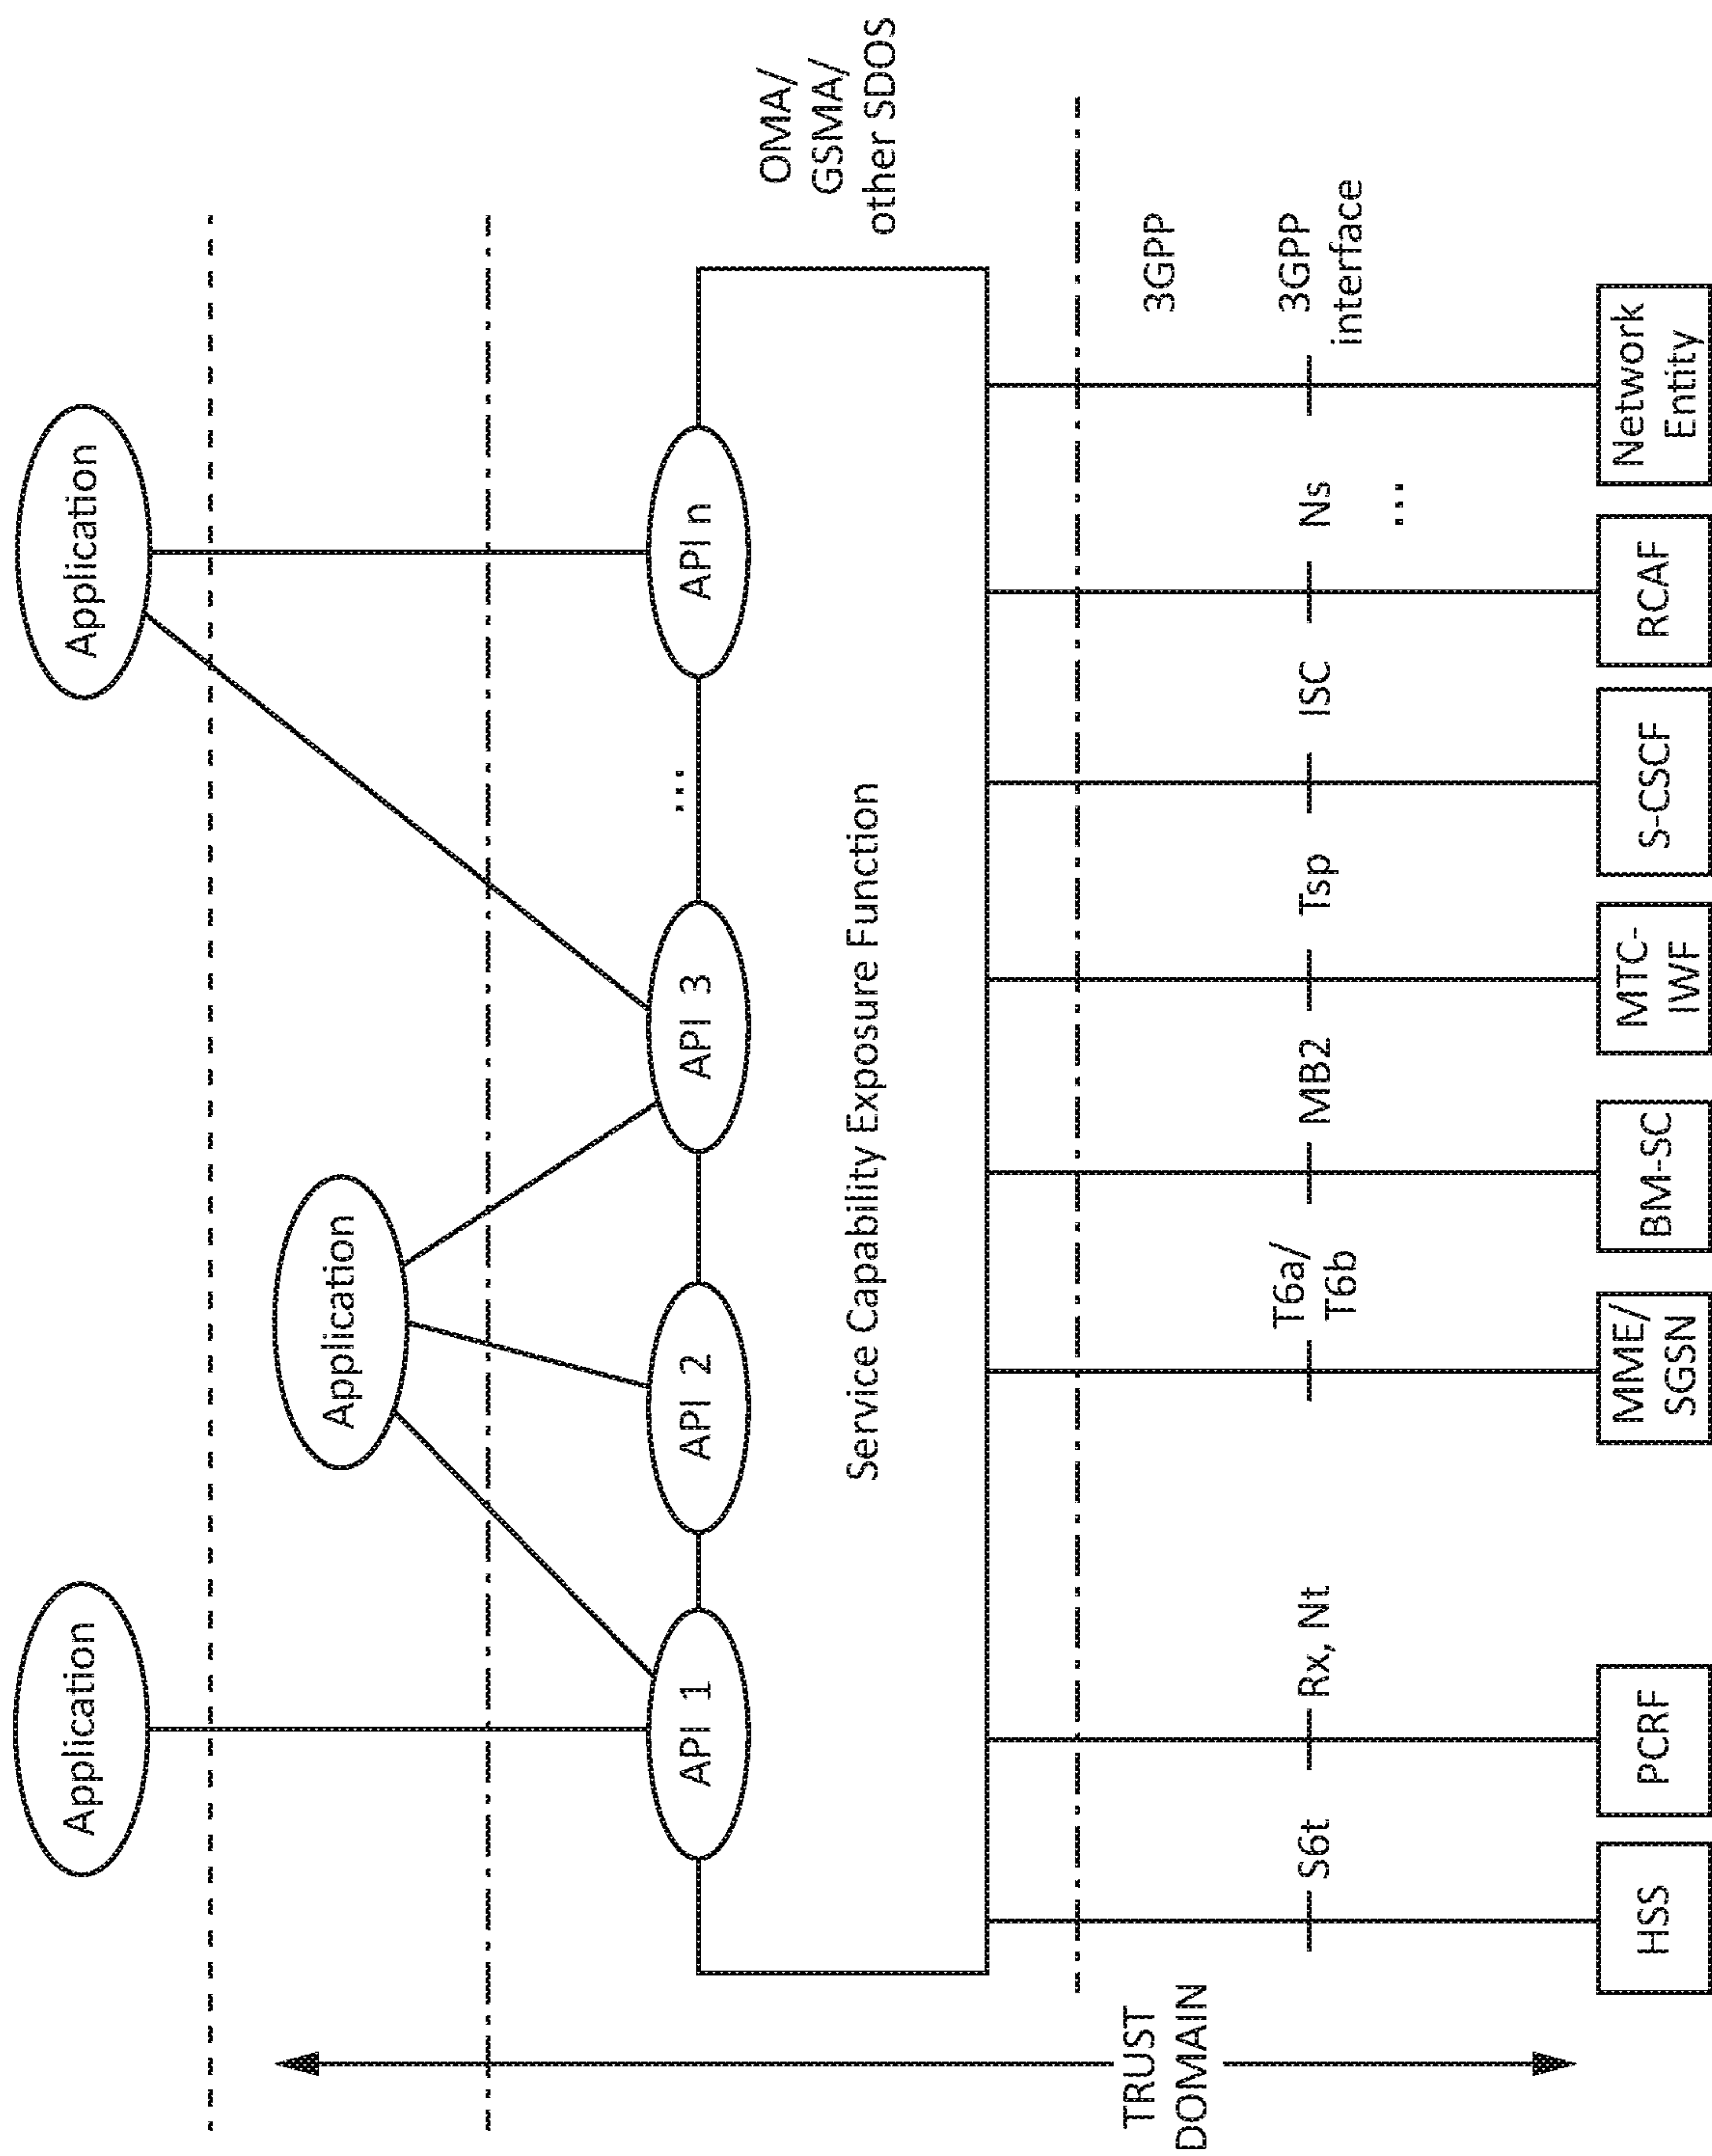 Application
Application
Application
API 1
API 2
API 3
...
API n
OMA/
GSMA/
other SDOS
Service Capability Exposure Function
TRUST
DOMAIN
3GPP
S6t
Rx, Nt
T6a/
T6b
MB2
Tsp
ISC
Ns
...
3GPP
interface
HSS
PCRF
MME/
SGSN
BM-SC
MTC-
IWF
S-CSCF
RCAF
Network
Entity